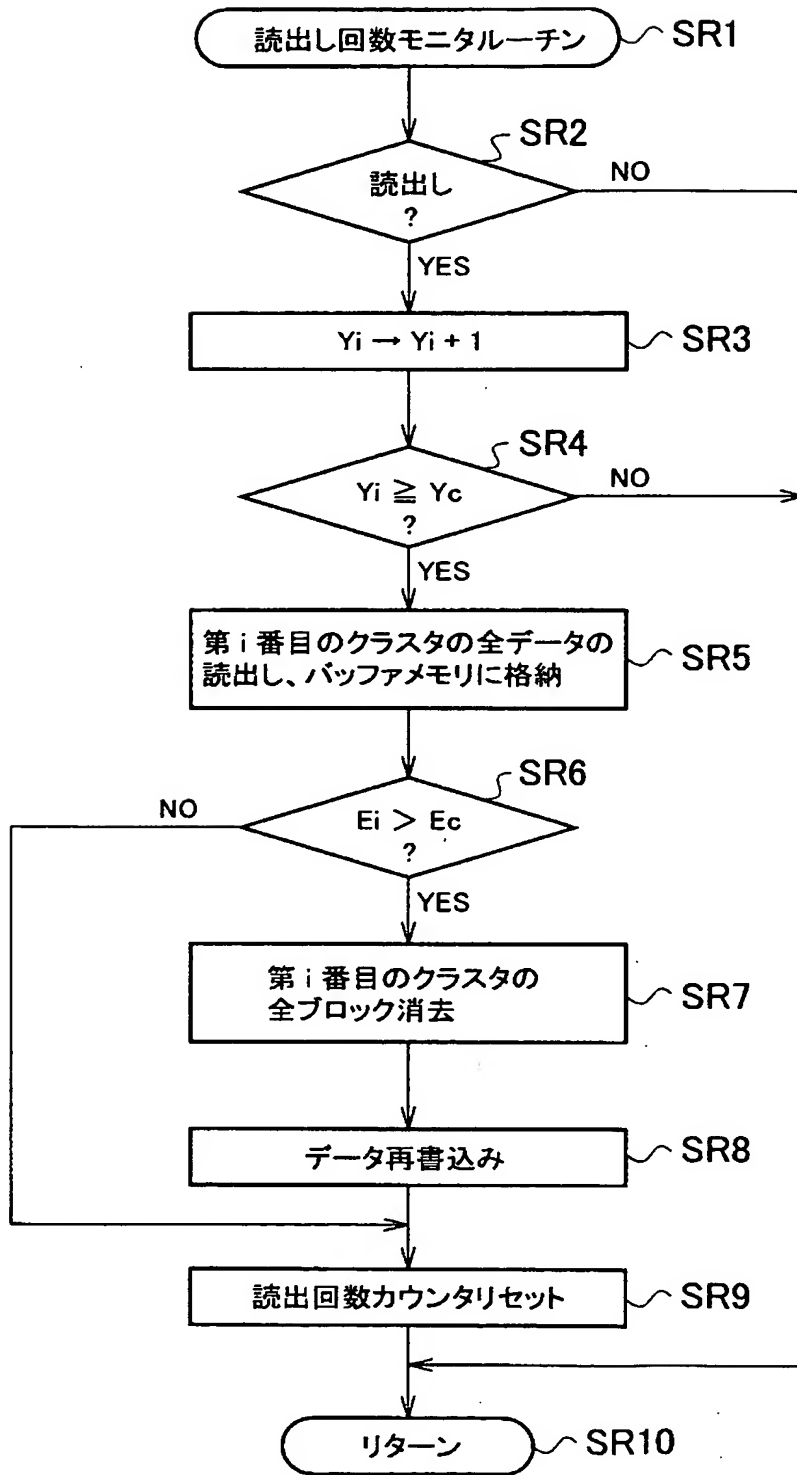 読出し回数モニタルーチン
SR1
SR2
読出し
?
NO
YES
Yi → Yi + 1
SR3
SR4
Yi ≧ Yc
?
NO
YES
第 i 番目のクラスタの全データの
読出し、バッファメモリに格納
SR5
SR6
NO
Ei > Ec
?
YES
第 i 番目のクラスタの
全ブロック消去
SR7
データ再書込み
SR8
読出回数カウンタリセット
SR9
リターン
SR10